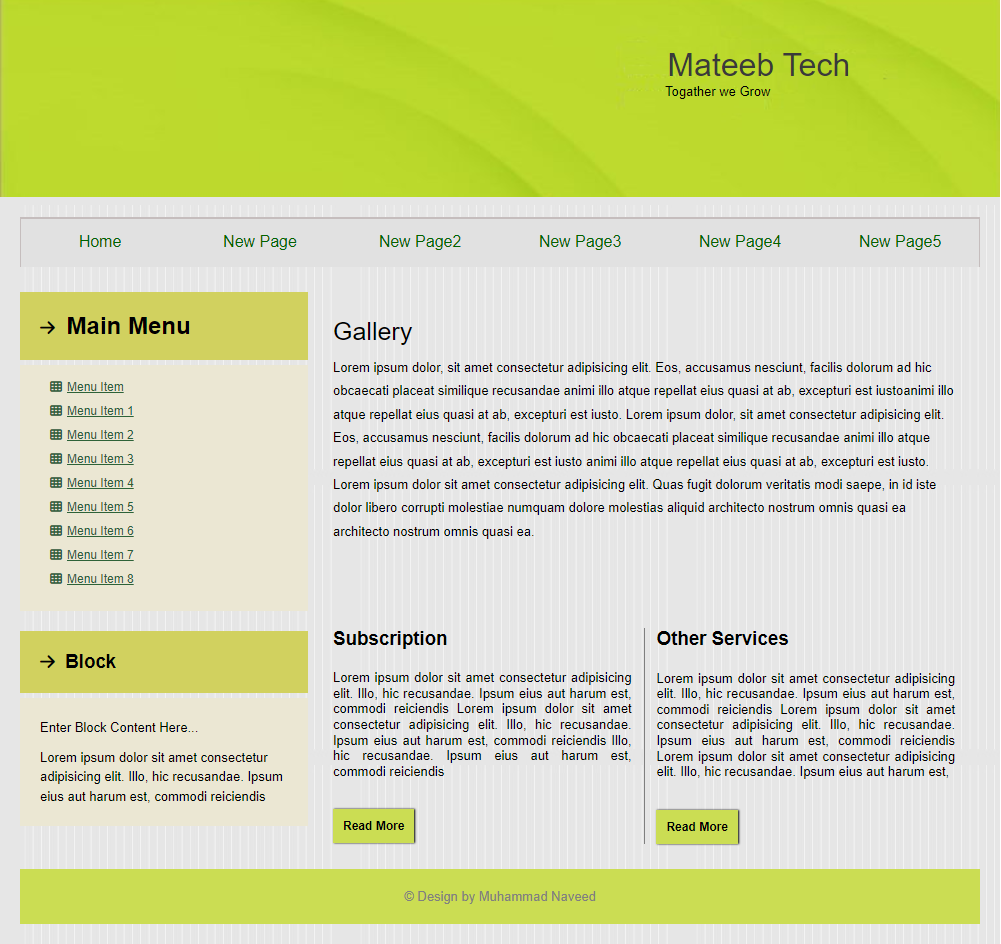 Mateeb Tech
Togather we Grow
Home
New Page
New Page2
New Page3
New Page4
New Page5
Main Menu
Menu Item
Menu Item 1
Menu Item 2
Menu Item 3
Menu Item 4
Menu Item 5
Menu Item 6
Menu Item 7
Menu Item 8
Block
Enter Block Content Here...
Lorem ipsum dolor sit amet consectetur
adipisicing elit. Illo, hic recusandae. Ipsum
eius aut harum est, commodi reiciendis
Gallery
Lorem ipsum dolor, sit amet consectetur adipisicing elit. Eos, accusamus nesciunt, facilis dolorum ad hic
obcaecati placeat similique recusandae animi illo atque repellat eius quasi at ab, excepturi est iustoanimi illo
atque repellat eius quasi at ab, excepturi est iusto. Lorem ipsum dolor, sit amet consectetur adipisicing elit.
Eos, accusamus nesciunt, facilis dolorum ad hic obcaecati placeat similique recusandae animi illo atque
repellat eius quasi at ab, excepturi est iusto animi illo atque repellat eius quasi at ab, excepturi est iusto.
Lorem ipsum dolor sit amet consectetur adipisicing elit. Quas fugit dolorum veritatis modi saepe, in id iste
dolor libero corrupti molestiae numquam dolore molestias aliquid architecto nostrum omnis quasi ea
architecto nostrum omnis quasi ea.
Subscription
Lorem ipsum dolor sit amet consectetur adipisicing
elit. Illo, hic recusandae. Ipsum eius aut harum est,
commodi reiciendis Lorem ipsum dolor sit amet
consectetur adipisicing elit. Illo, hic recusandae.
Ipsum eius aut harum est, commodi reiciendis Illo,
hic recusandae. Ipsum eius aut harum est,
commodi reiciendis
Read More
Other Services
Lorem ipsum dolor sit amet consectetur adipisicing
elit. Illo, hic recusandae. Ipsum eius aut harum est,
commodi reiciendis Lorem ipsum dolor sit amet
consectetur adipisicing elit. Illo, hic recusandae.
Ipsum eius aut harum est, commodi reiciendis
Lorem ipsum dolor sit amet consectetur adipisicing
elit. Illo, hic recusandae. Ipsum eius aut harum est,
Read More
© Design by Muhammad Naveed